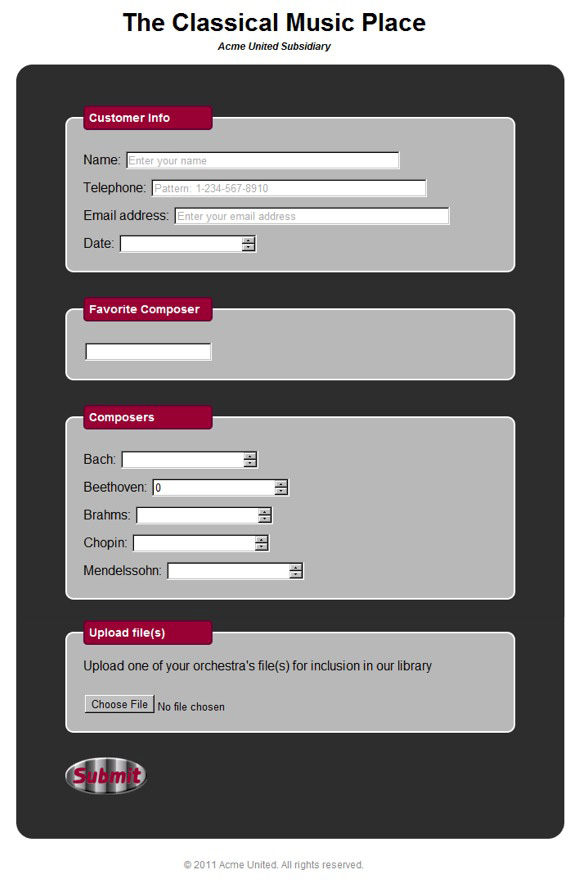 The Classical Music Place
Acme United Subsidiary
Customer Info
Name: Enter your name
Telephone: Pattern: 1-234-567-8910
Email address: Enter your email address
Date:
Favorite Composer
Composers
Bach:
Beethoven: 0
Brahms:
Chopin:
Mendelssohn:
Upload file(s)
Upload one of your orchestra's file(s) for inclusion in our library
Choose File No file chosen
Submit
© 2011 Acme United. All rights reserved.